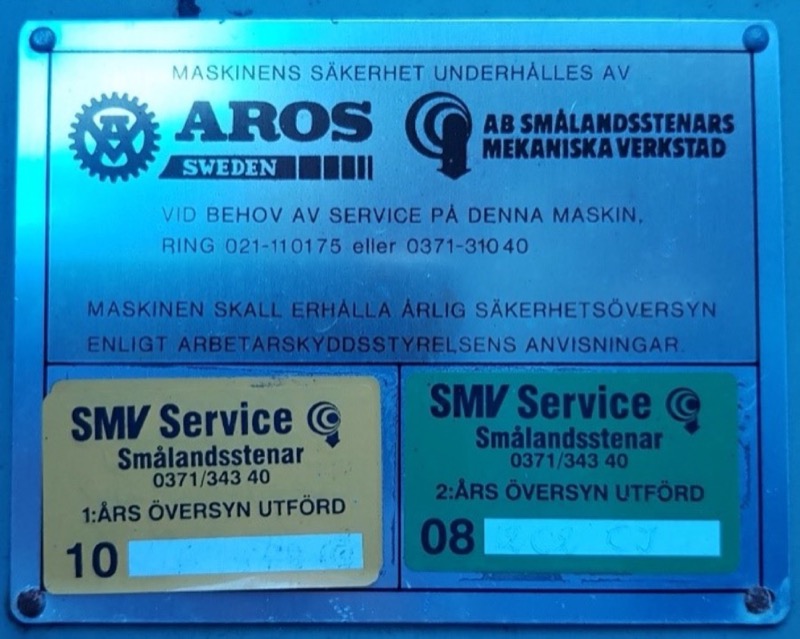 MASKINENS SÄKERHET UNDERHÅLLES AV
AROS
SWEDEN
AB SMÅLANDSSTENARS
MEKANISKA VERKSTAD
VID BEHOV AV SERVICE PÅ DENNA MASKIN,
RING 021-110175 eller 0371-31040
MASKINEN SKALL ERHÅLLA ÅRLIG SÄKERHETSÖVERSYN
ENLIGT ARBETARSKYDDSSTYRELSENS ANVISNINGAR.
SMV Service
Smålandsstenar
0371/343 40
1:ÅRS ÖVERSYN UTFÖRD
10
SMV Service
Smålandsstenar
0371/343 40
2:ÅRS ÖVERSYN UTFÖRD
08